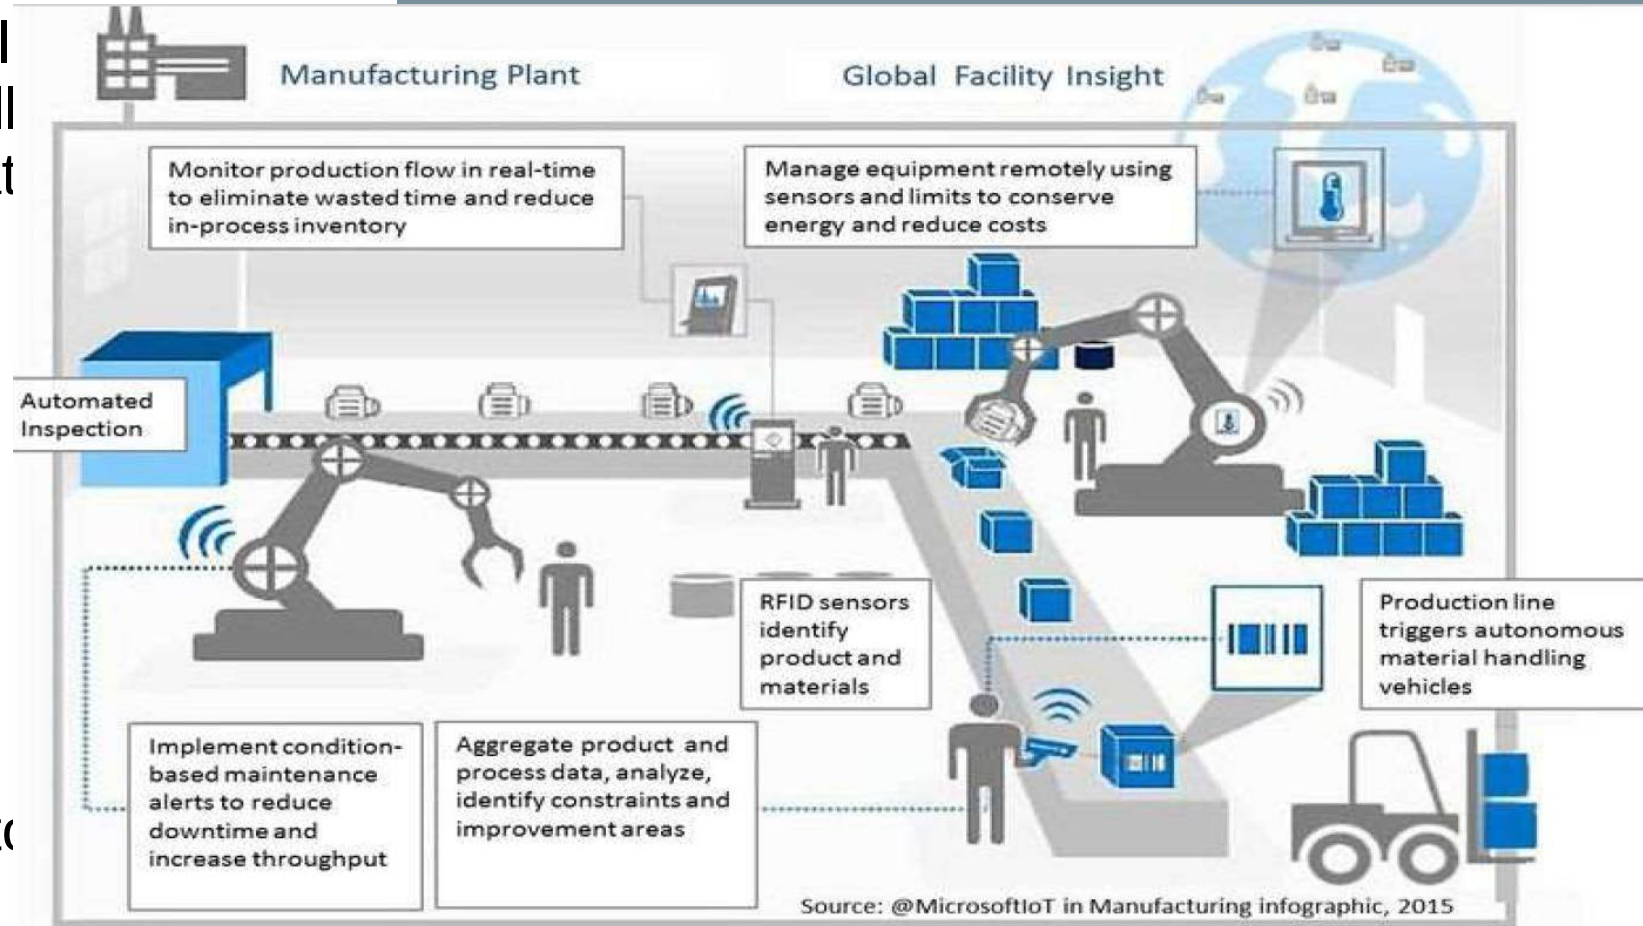 Manufacturing Plant
Global Facility Insight
Monitor production flow in real-time
to eliminate wasted time and reduce
in-process inventory
Manage equipment remotely using
sensors and limits to conserve
energy and reduce costs
Automated
Inspection
RFID sensors
identify
product and
materials
Production line
triggers autonomous
material handling
vehicles
Implement condition-
based maintenance
alerts to reduce
downtime and
increase throughput
Aggregate product and
process data, analyze,
identify constraints and
improvement areas
Source: @MicrosoftIoT in Manufacturing infographic, 2015